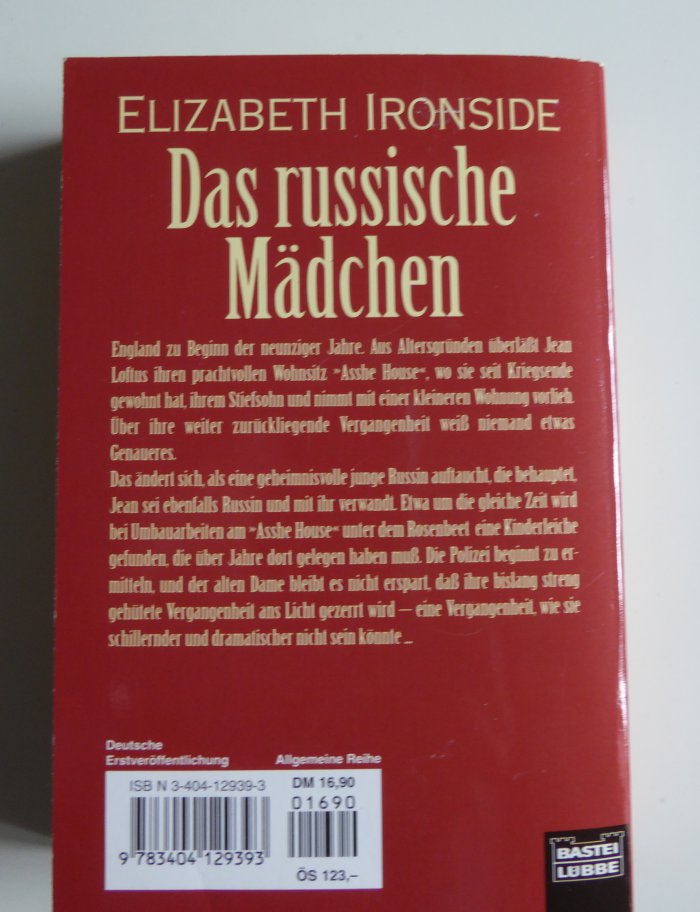 ELIZABETH IRONSIDE
Das russische
Mädchen
England zu Beginn der neunziger Jahre. Aus Altersgründen überläßt Jean
Loftus ihren prachtvollen Wohnsitz »Asshe House«, wo sie seit Kriegsende
gewohnt hat, ihrem Stiefsohn und nimmt mit einer kleineren Wohnung vorlieb.
Über ihre weiter zurückliegende Vergangenheit weiß niemand etwas
Genaueres.
Das ändert sich, als eine geheimnisvolle junge Russin auftaucht, die behauptet,
Jean sei ebenfalls Russin und mit ihr verwandt. Etwa um die gleiche Zeit wird
bei Umbauarbeiten am »Asshe House« unter dem Rosenbeet eine Kinderleiche
gefunden, die über Jahre dort gelegen haben muß. Die Polizei beginnt zu er-
mitteln, und der alten Dame bleibt es nicht erspart, daß ihre bislang streng
gehütete Vergangenheit ans Licht gezerrt wird – eine Vergangenheit, wie sie
schillernder und dramatischer nicht sein könnte ...
Deutsche
Erstveröffentlichung Allgemeine Reihe
ISB N 3-404-12939-3 DM 16,90
01690
9 783404 129393
ÖS 123,–
BASTEI
LÜBBE